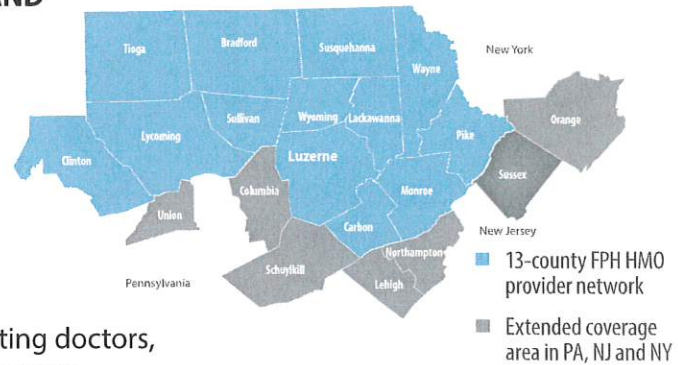 AND
Tioga
Bradford
Susquehanna
Wayne
New York
Orange
Sullivan
Wyoming
Lackawanna
Lycoming
Pike
Clinton
Luzerne
Sussex
Columbia
Monroe
Union
Carbon
New Jersey
Northampton
Schuylkill
Lehigh
Pennsylvania
13-county FPH HMO
provider network
Extended coverage
area in PA, NJ and NY
ting doctors,